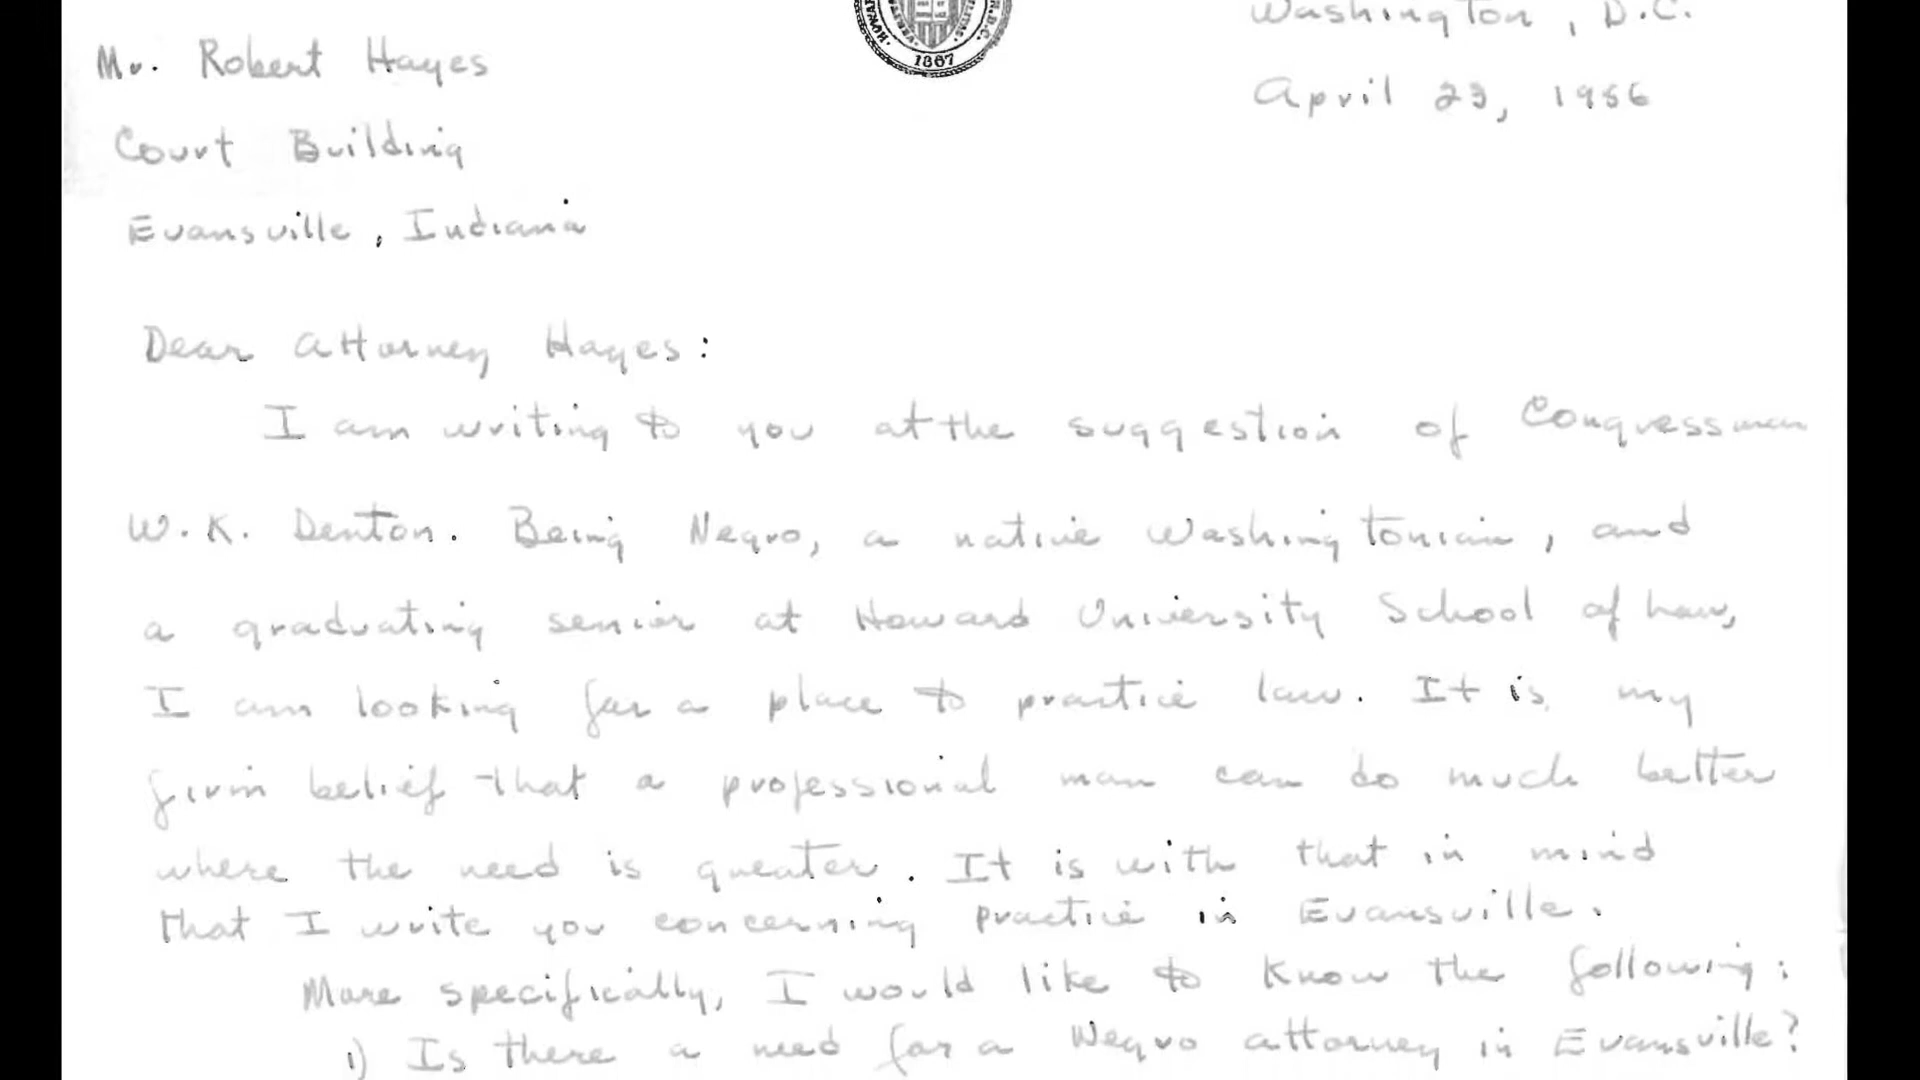 Washington, D.C.
Mr. Robert Hayes
April 23, 1956
Court Building
Evansville, Indiana
1867
Dear Attorney Hayes:
I am writing to you at the suggestion of Congressman
W.K. Denton. Being Negro, a native Washingtonian, and
a graduating senior at Howard University School of Law,
I am looking for a place to practice law. It is my
firm belief that a professional man can do much better
where the need is greater. It is with that in mind
that I write you concerning practice in Evansville.
More specifically, I would like to know the following:
1) Is there a need for a Negro attorney in Evansville?